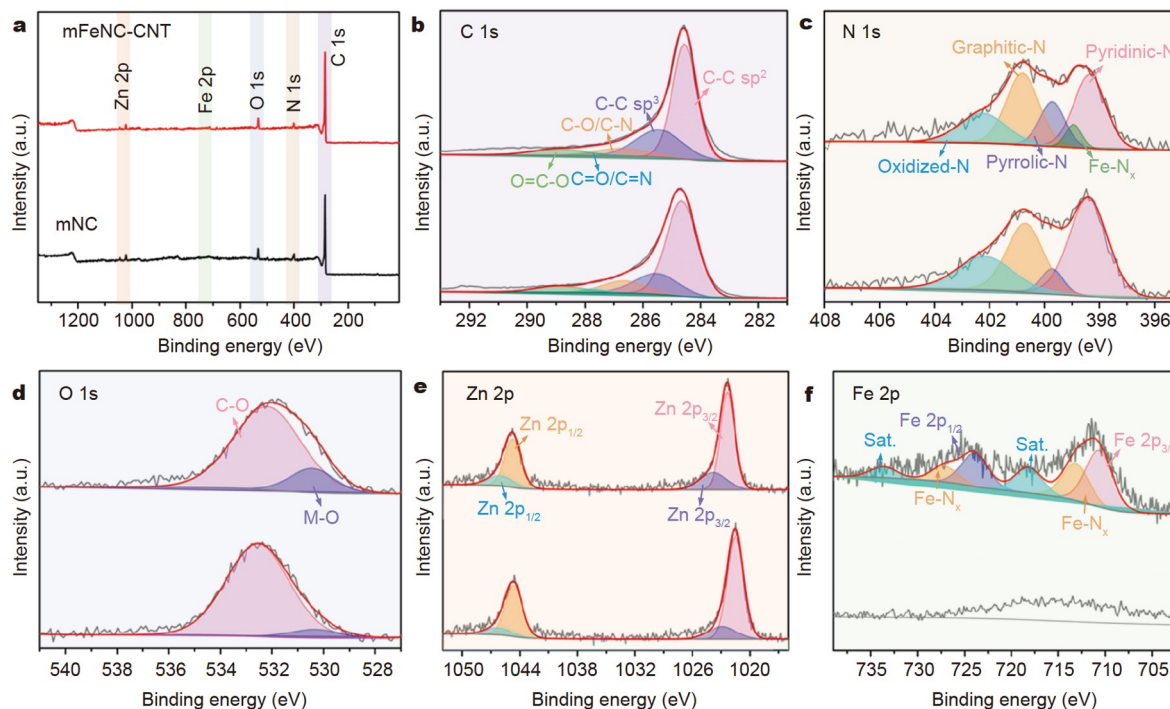 a
mFeNC-CNT
Zn 2p
Fe 2p
O 1s
N 1s
C 1s
mNC
Intensity (a.u.)
1200 1000 800 600 400 200
Binding energy (eV)
b
C 1s
C-C sp²
C-C sp³
C-O/C-N
O=C-O
C=O/C=N
Intensity (a.u.)
292 290 288 286 284 282
Binding energy (eV)
c
N 1s
Graphitic-N
Pyridinic-N
Oxidized-N
Pyrrolic-N
Fe-Nₓ
Intensity (a.u.)
408 406 404 402 400 398 396
Binding energy (eV)
d
O 1s
C-O
M-O
Intensity (a.u.)
540 538 536 534 532 530 528
Binding energy (eV)
e
Zn 2p
Zn 2p₁/₂
Zn 2p₃/₂
Zn 2p₁/₂
Zn 2p₃/₂
Intensity (a.u.)
1050 1040 1030 1020
Binding energy (eV)
f
Fe 2p
Sat.
Fe 2p₁/₂
Sat.
Fe 2p₃/
Fe-Nₓ
Fe-Nₓ
Intensity (a.u.)
735 730 725 720 715 710 705
Binding energy (eV)